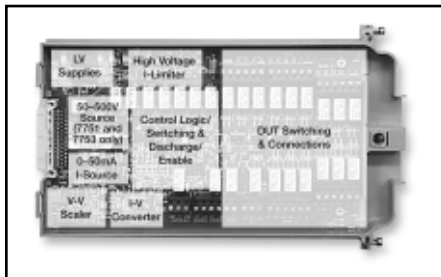 LV
Supplies
High Voltage
I-Limiter
50–500V
Source
(7751 and
7753 only)
Control Logic/
Switching &
Discharge/
Enable
DUT Switching
& Connections
0–50mA
I-Source
V-V
Scaler
I-V
Converter